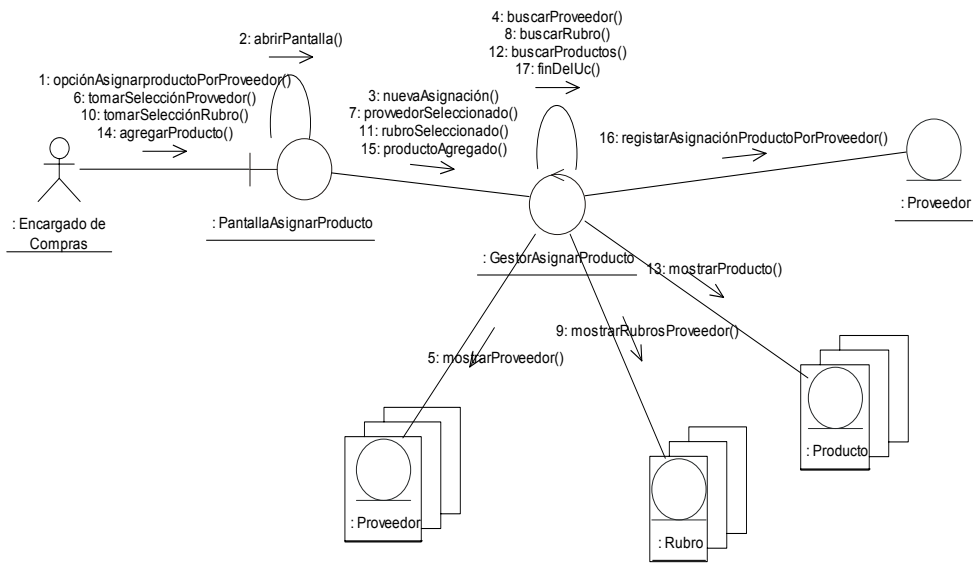 4: buscarProveedor()
8: buscarRubro()
12: buscarProductos()
17: finDelUc()
2: abrirPantalla()
1: opciónAsignarproductoPorProveedor()
6: tomarSelecciónProvvedor()
10: tomarSelecciónRubro()
14: agregarProducto()
3: nuevaAsignación()
7: provvedorSeleccionado()
11: rubroSeleccionado()
15: productoAgregado()
16: registarAsignaciónProductoPorProveedor()
: Encargado de
Compras
: PantallaAsignarProducto
: GestorAsignarProducto
: Proveedor
13: mostrarProducto()
9: mostrarRubrosProveedor()
5: mostrarProveedor()
: Producto
: Proveedor
: Rubro